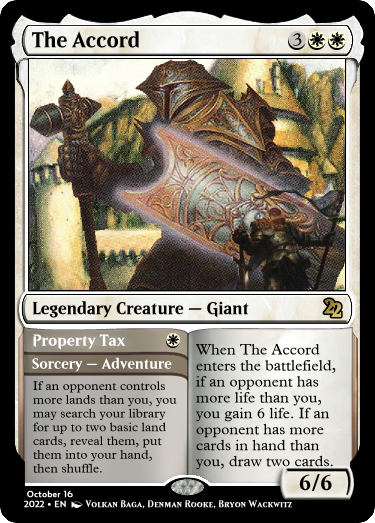 The Accord 3
Legendary Creature — Giant
Property Tax
Sorcery — Adventure
If an opponent controls
more lands than you, you
may search your library
for up to two basic land
cards, reveal them, put
them into your hand,
then shuffle.
When The Accord
enters the battlefield,
if an opponent has
more life than you,
you gain 6 life. If an
opponent has more
cards in hand than
you, draw two cards.
6/6
October 16
2022 • EN VOLKAN BAGA, DENMAN ROOKE, BRYON WACKWITZ